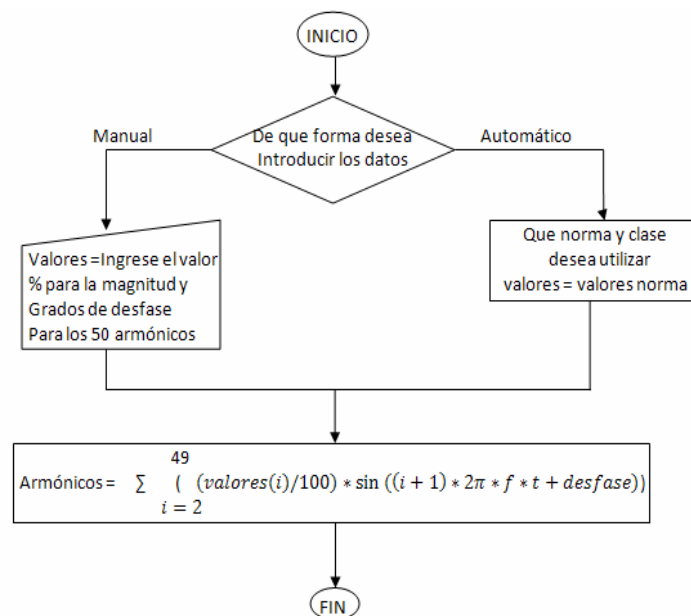 INICIO
De que forma desea
Introducir los datos
Manual
Automático
Valores =Ingrese el valor
% para la magnitud y
Grados de desfase
Para los 50 armónicos
Que norma y clase
desea utilizar
valores = valores norma
49
Armónicos = ∑ ( (valores(i)/100) ∗ sin ((i + 1) ∗ 2π ∗ f ∗ t + desfase))
i = 2
FIN